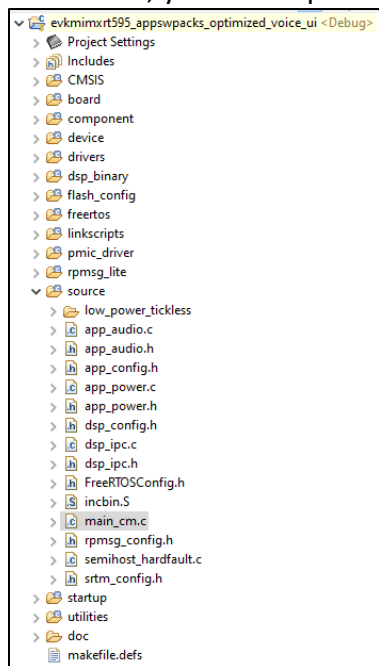 evkmimxrt595_appswpacks_optimized_voice_ui <Debug>
Project Settings
Includes
CMSIS
board
component
device
drivers
dsp_binary
flash_config
freertos
linkscripts
pmic_driver
rpmsg_lite
source
low_power_tickless
app_audio.c
app_audio.h
app_config.h
app_power.c
app_power.h
dsp_config.h
dsp_ipc.c
dsp_ipc.h
FreeRTOSConfig.h
incbin.S
main_cm.c
rpmsg_config.h
semihost_hardfault.c
srtm_config.h
startup
utilities
doc
makefile.defs